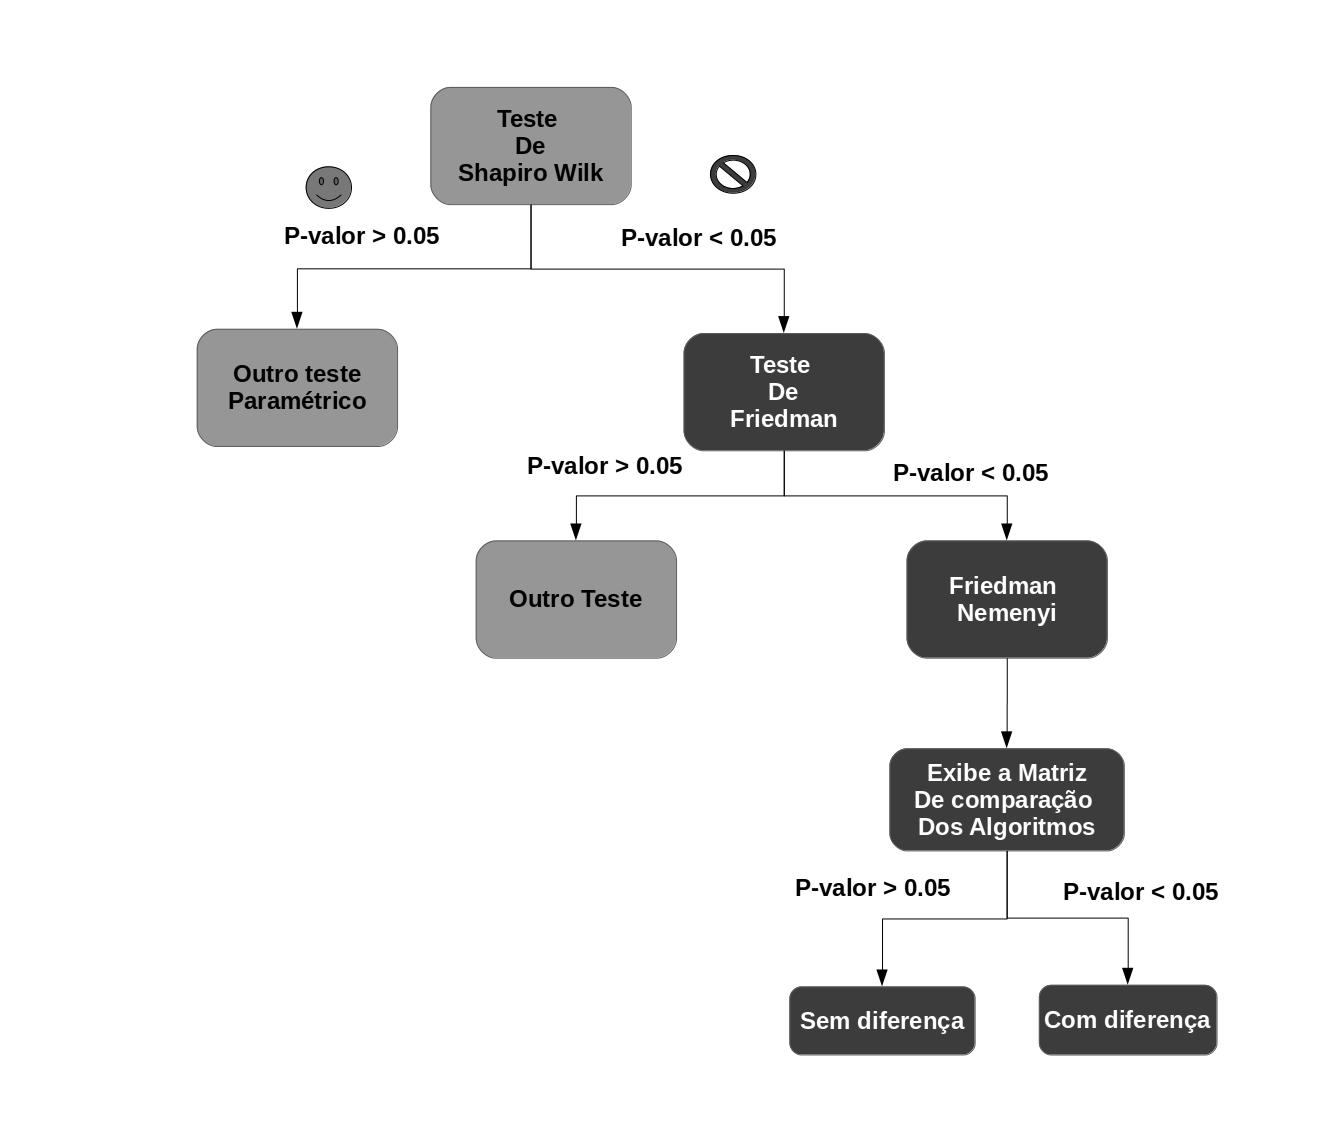 Teste
De
Shapiro Wilk
P-valor > 0.05
P-valor < 0.05
Outro teste
Paramétrico
Teste
De
Friedman
P-valor > 0.05
P-valor < 0.05
Outro Teste
Friedman
Nemenyi
Exibe a Matriz
De comparação
Dos Algoritmos
P-valor > 0.05
P-valor < 0.05
Sem diferença
Com diferença